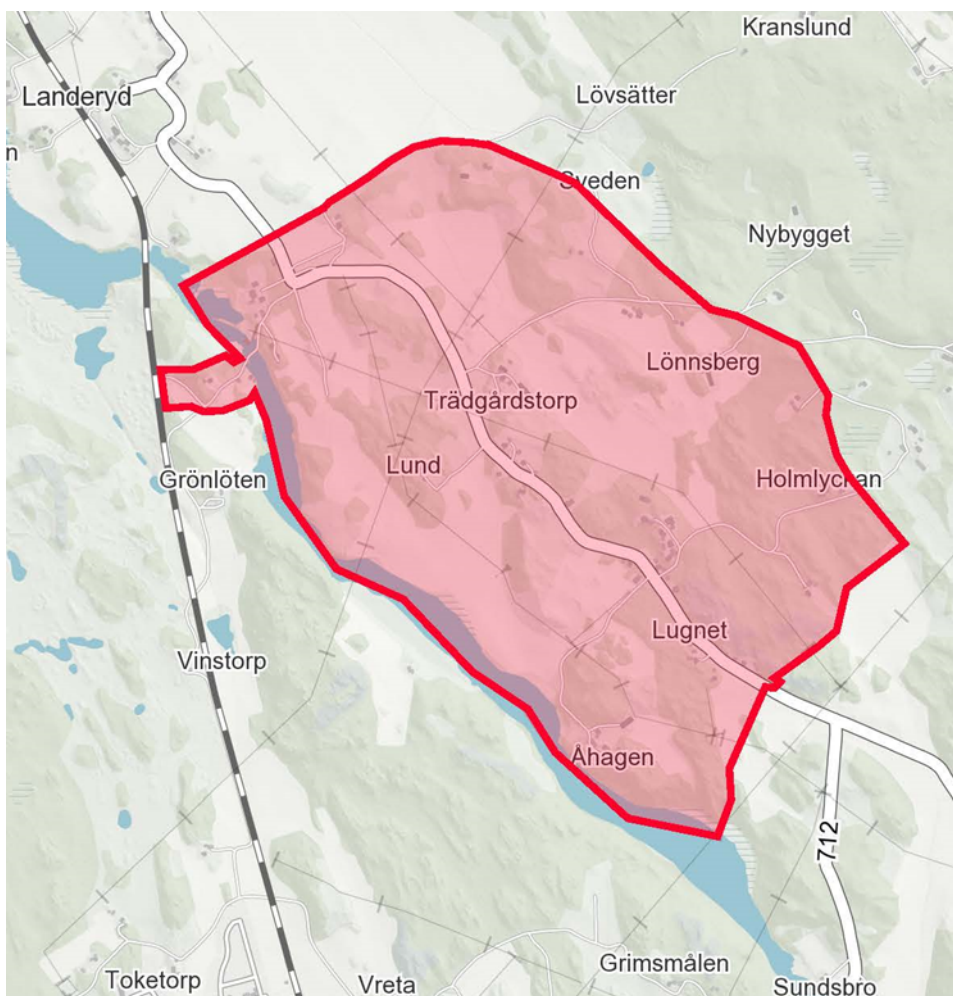 Kranslund
Lövsätter
Landeryd
n
Sveden
Nybygget
Lönnsberg
Trädgårdstorp
Lund
Grönlöten
Holmlyckan
Lugnet
Vinstorp
Åhagen
712
Grimsmålen
Toketorp
Vreta
Sundsbro